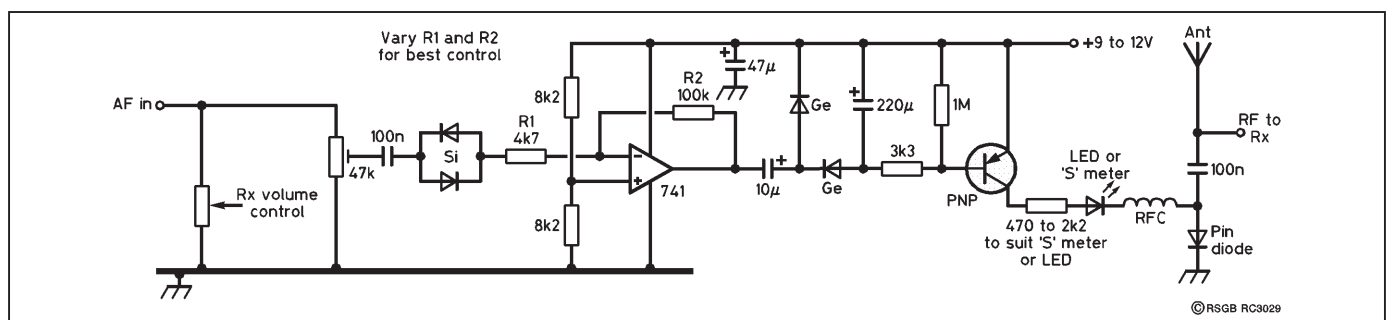 Vary R1 and R2
for best control
AF in
Rx volume
control
47k
100n
Si
R1
4k7
8k2
8k2
R2
100k
-
+
741
+
47μ
10μ
+
Ge
Ge
+
220μ
3k3
1M
PNP
+9 to 12V
470 to 2k2
to suit 'S' meter
or LED
LED or
'S' meter
RFC
Ant
RF to
Rx
100n
Pin
diode
©RSGB RC3029